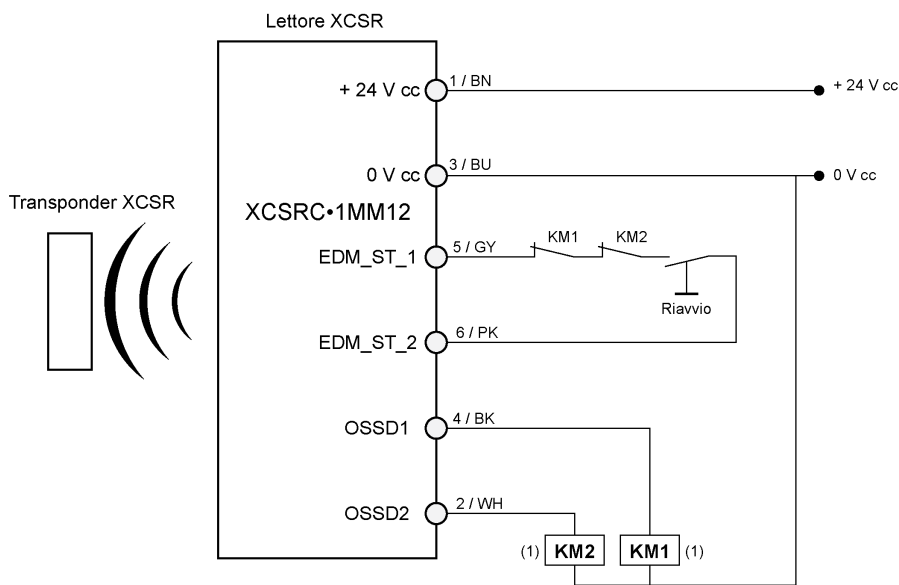 Lettore XCSR
+ 24 V cc
1 / BN
+ 24 V cc
0 V cc
3 / BU
0 V cc
Transponder XCSR
XCSRC•1MM12
EDM_ST_1
5 / GY
KM1
KM2
Riavvio
EDM_ST_2
6 / PK
OSSD1
4 / BK
OSSD2
2 / WH
(1) KM2
KM1 (1)